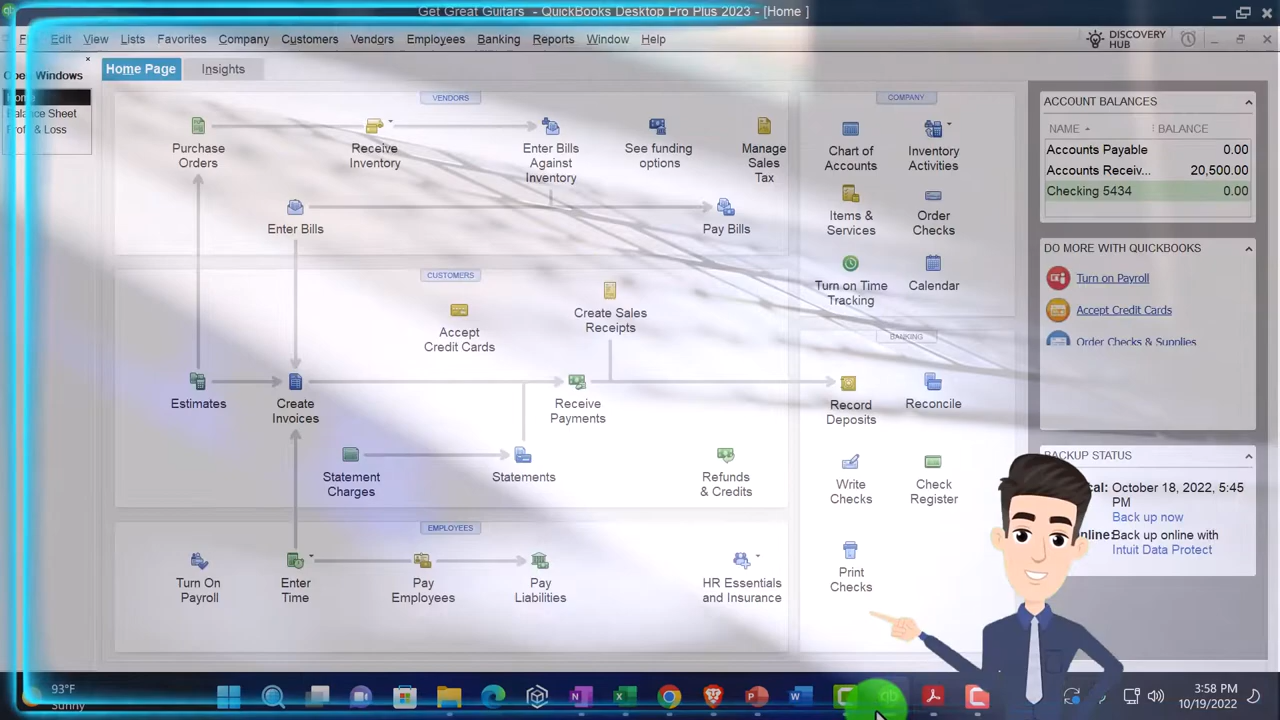 Get Great Guitars - QuickBooks Desktop Pro Plus 2023 - [Home ]
File Edit View Lists Favorites Company Customers Vendors Employees Banking Reports Window Help
DISCOVERY
HUB
Open Windows
Home
Balance Sheet
Profit & Loss
Home Page Insights
VENDORS
Purchase
Orders
Receive
Inventory
Enter Bills
Against
Inventory
See funding
options
Manage
Sales
Tax
Enter Bills
Pay Bills
CUSTOMERS
Accept
Credit Cards
Create Sales
Receipts
Estimates
Create
Invoices
Receive
Payments
Statement
Charges
Statements
Refunds
& Credits
EMPLOYEES
Turn On
Payroll
Enter
Time
Pay
Employees
Pay
Liabilities
HR Essentials
and Insurance
COMPANY
Chart of
Accounts
Inventory
Activities
Items &
Services
Order
Checks
Turn on Time
Tracking
Calendar
BANKING
Record
Deposits
Reconcile
Write
Checks
Check
Register
Print
Checks
ACCOUNT BALANCES
NAME BALANCE
Accounts Payable 0.00
Accounts Receiv... 20,500.00
Checking 5434 0.00
DO MORE WITH QUICKBOOKS
Turn on Payroll
Accept Credit Cards
Order Checks & Supplies
BACKUP STATUS
October 18, 2022, 5:45
PM
Back up now
Back up online with
Intuit Data Protect
93°F
Sunny
3:58 PM
10/19/2022